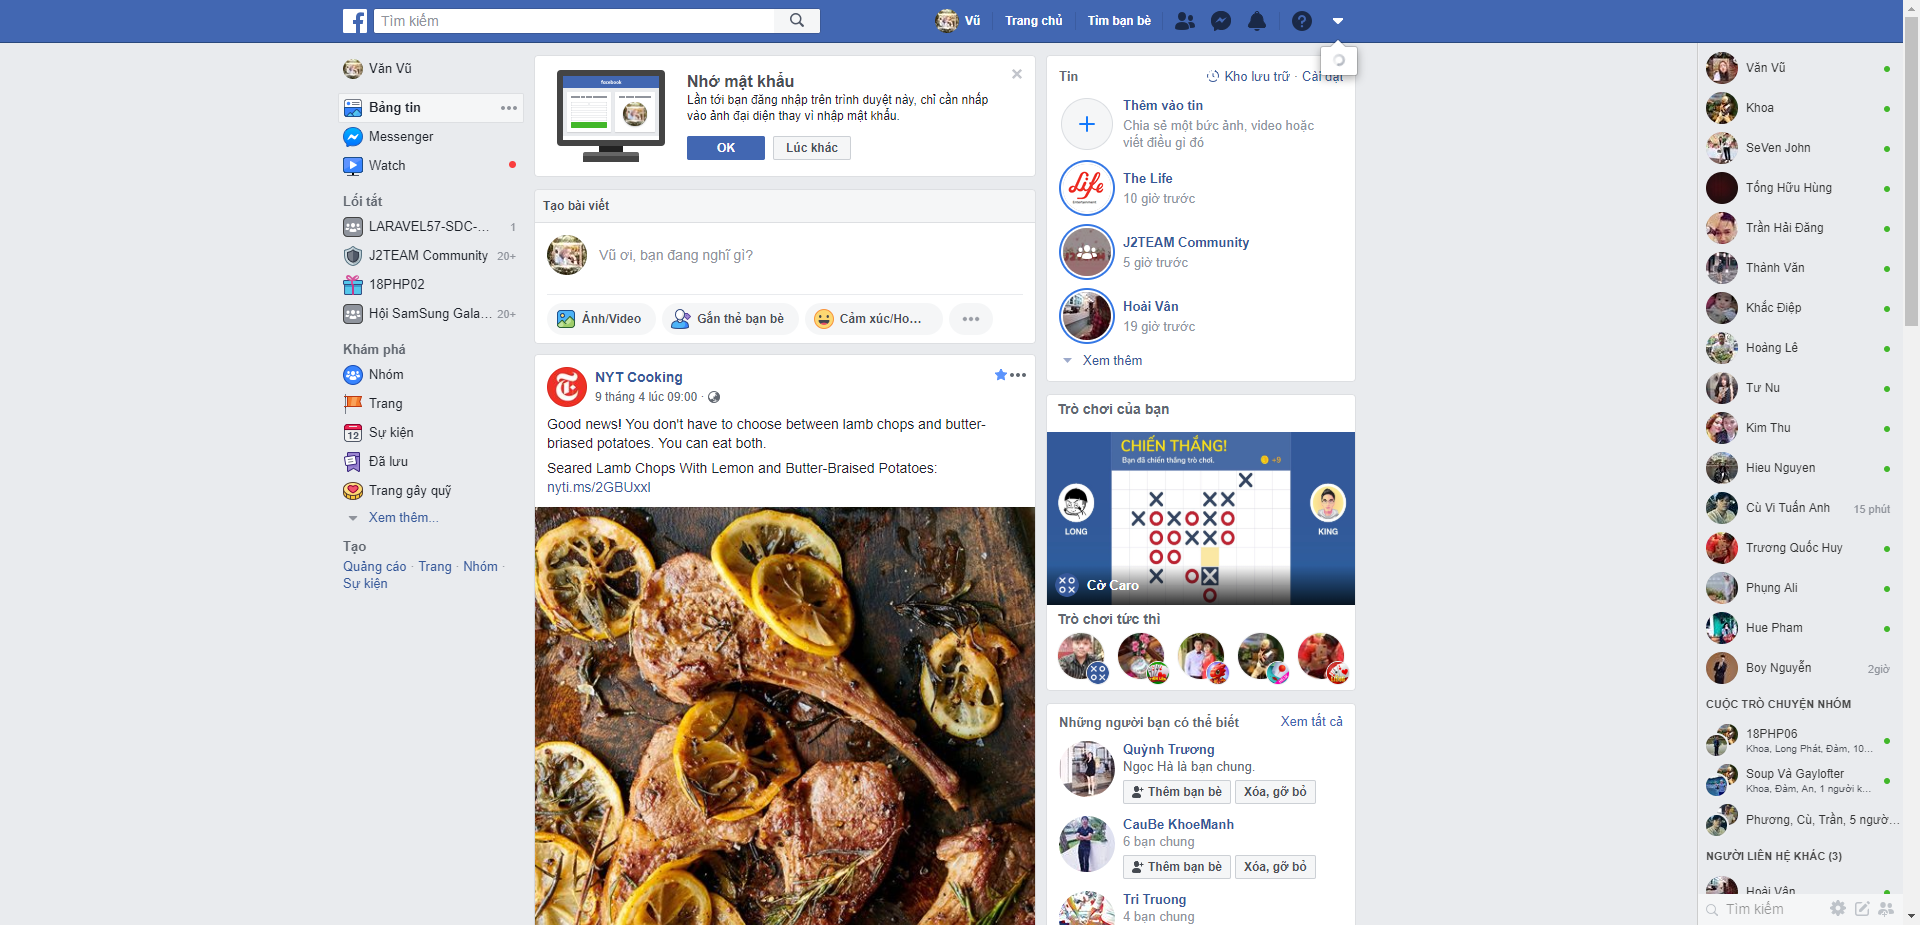 Tìm kiếm
Vũ
Trang chủ
Tìm bạn bè
Văn Vũ
Bảng tin
Messenger
Watch
Lối tắt
LARAVEL57-SDC-... 1
J2TEAM Community 20+
18PHP02
Hội SamSung Gala... 20+
Khám phá
Nhóm
Trang
12
Sự kiện
Đã lưu
Trang gây quỹ
Xem thêm...
Tạo
Quảng cáo · Trang · Nhóm ·
Sự kiện
facebook
Nhớ mật khẩu
Lần tới bạn đăng nhập trên trình duyệt này, chỉ cần nhấp
vào ảnh đại diện thay vì nhập mật khẩu.
OK
Lúc khác
Tạo bài viết
Vũ ơi, bạn đang nghĩ gì?
Ảnh/Video
Gắn thẻ bạn bè
Cảm xúc/Ho...
NYT Cooking
9 tháng 4 lúc 09:00 ·
Good news! You don't have to choose between lamb chops and butter-
briased potatoes. You can eat both.
Seared Lamb Chops With Lemon and Butter-Braised Potatoes:
nyti.ms/2GBUxxI
Tin
Kho lưu trữ · Cài đặt
Thêm vào tin
Chia sẻ một bức ảnh, video hoặc
viết điều gì đó
Life
The Life
10 giờ trước
J2TEAM Community
5 giờ trước
Hoài Vân
19 giờ trước
Xem thêm
Trò chơi của bạn
CHIẾN THẮNG!
Bạn đã chiến thắng trò chơi.
+9
LONG
KING
Cờ Caro
Trò chơi tức thì
Những người bạn có thể biết
Xem tất cả
Quỳnh Trương
Ngọc Hà là bạn chung.
Thêm bạn bè
Xóa, gỡ bỏ
CauBe KhoeManh
6 bạn chung
Thêm bạn bè
Xóa, gỡ bỏ
Tri Truong
4 bạn chung
Văn Vũ
Khoa
SeVen John
Tống Hữu Hùng
Trần Hải Đăng
Thành Văn
Khắc Điệp
Hoàng Lê
Tư Nu
Kim Thu
Hieu Nguyen
Cù Vi Tuấn Anh 15 phút
Trương Quốc Huy
Phụng Ali
Hue Pham
Boy Nguyễn 2giờ
CUỘC TRÒ CHUYỆN NHÓM
18PHP06
Khoa, Long Phát, Đàm, 10...
Soup Và Gaylofter
Khoa, Đàm, An, 1 người k...
Phương, Cù, Trần, 5 ngườ...
NGƯỜI LIÊN HỆ KHÁC (3)
Hoài Vân
Tìm kiếm